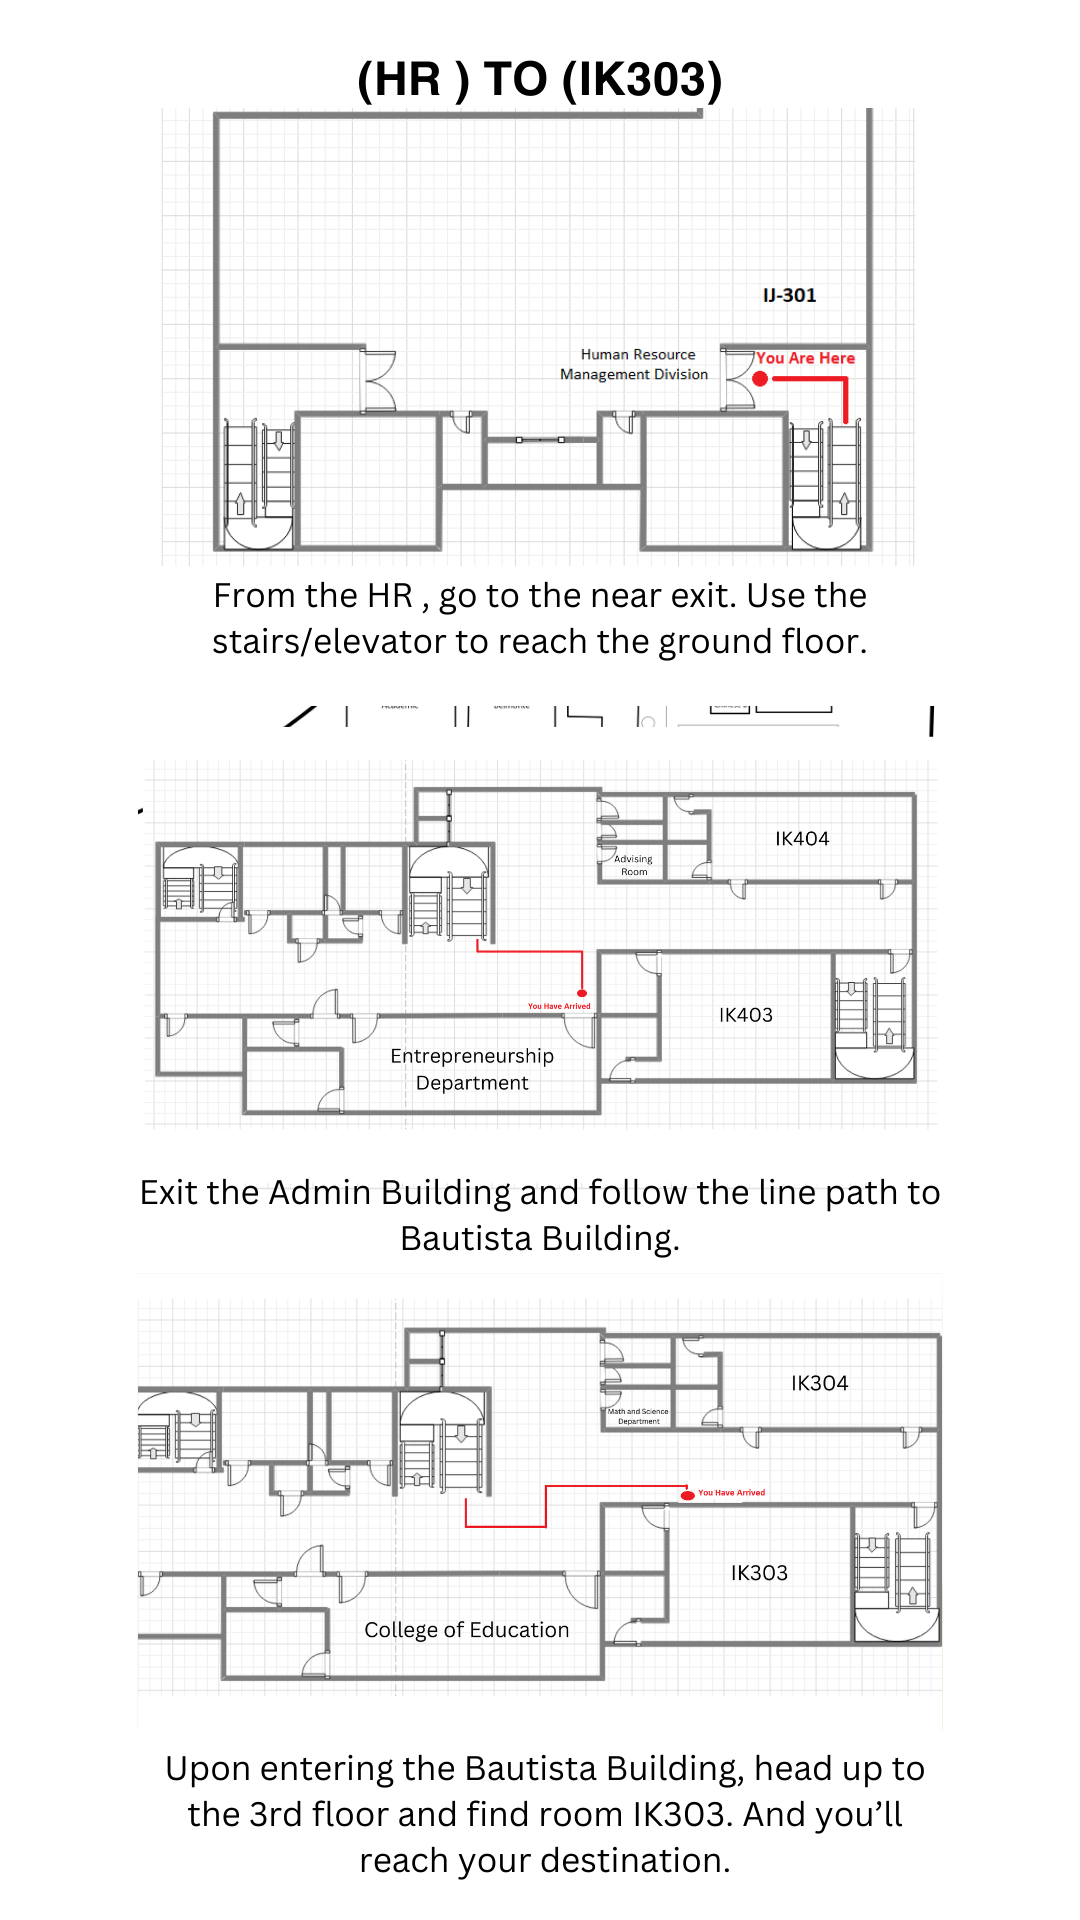 (HR ) TO (IK303)
IJ-301
Human Resource
Management Division
You Are Here
From the HR , go to the near exit. Use the
stairs/elevator to reach the ground floor.
IK404
Advising
Room
You Have Arrived
IK403
Entrepreneurship
Department
Exit the Admin Building and follow the line path to
Bautista Building.
IK304
Math and Science
Department
You Have Arrived
IK303
College of Education
Upon entering the Bautista Building, head up to
the 3rd floor and find room IK303. And you’ll
reach your destination.